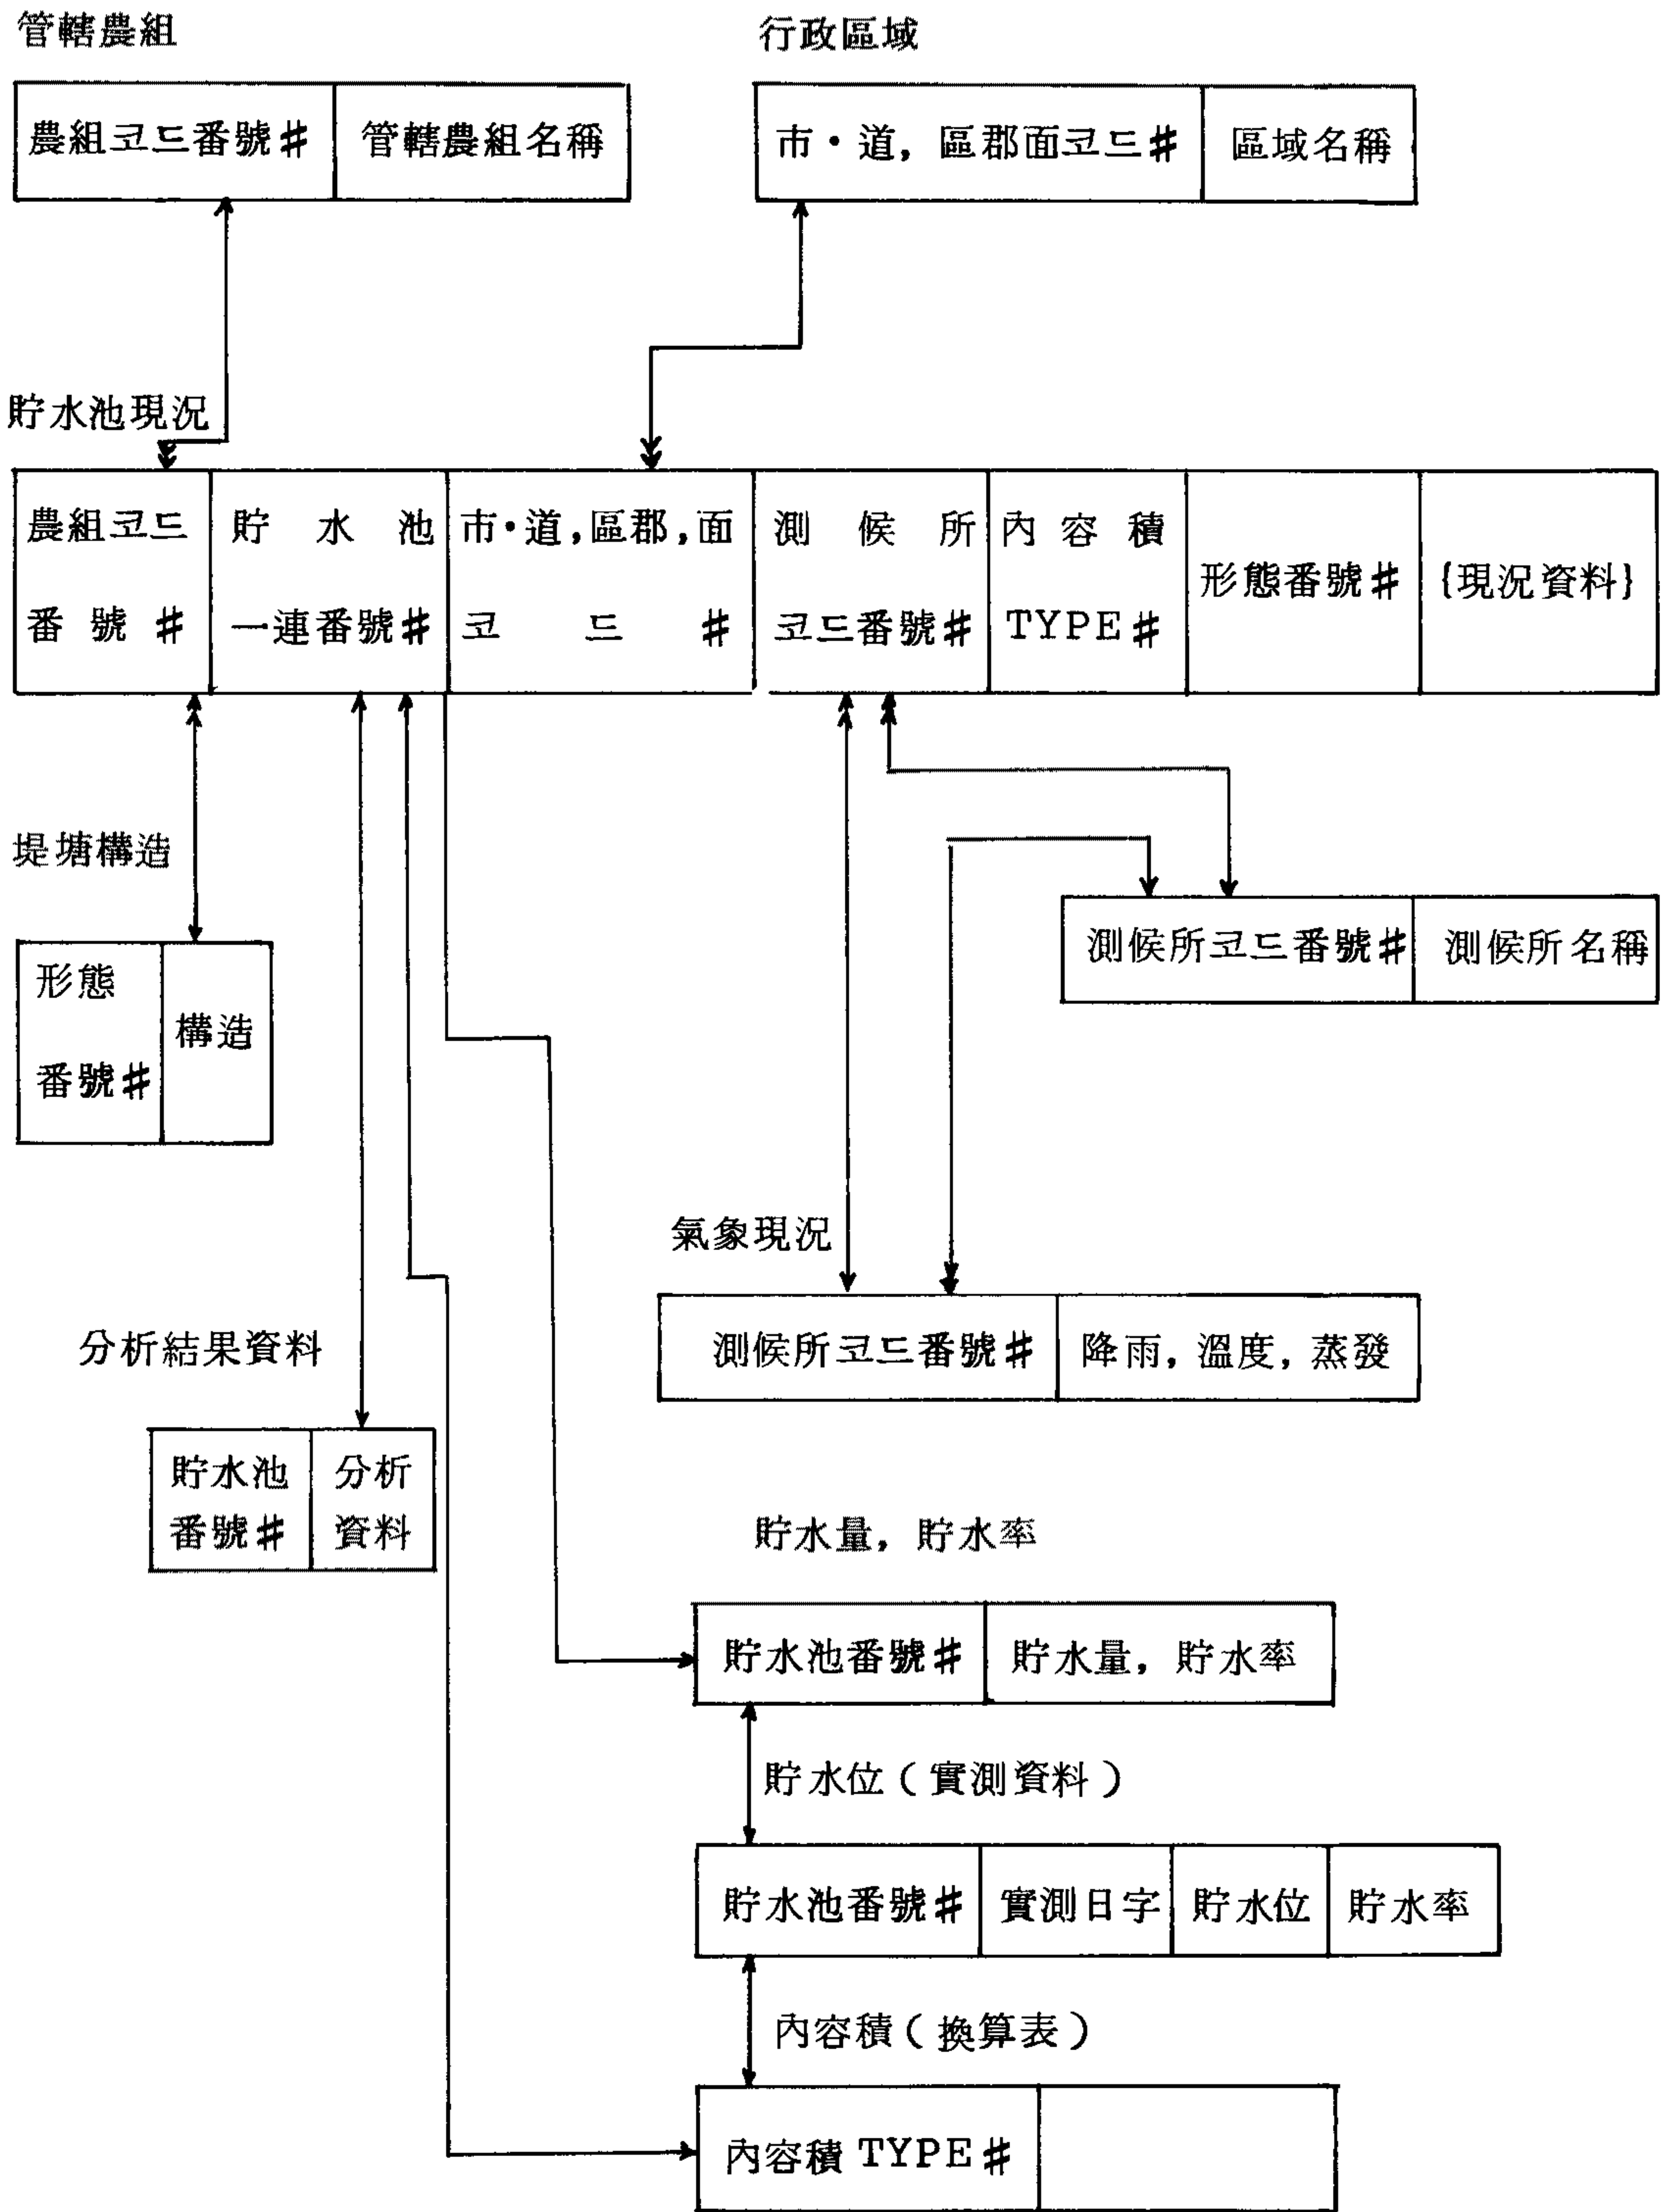 管轄農組
行政區域
農組코드番號# 管轄農組名稱
市·道, 區郡面코드# 區域名稱
貯水池現況
農組코드 貯水池 市·道,區郡,面 測候所 內容積
形態番號# {現況資料}
番號# 一連番號# 코드# 코드番號# TYPE#
堤塘構造
測候所코드番號# 測候所名稱
形態
構造
番號#
氣象現況
分析結果資料
測候所코드番號# 降雨, 溫度, 蒸發
貯水池 分析
番號# 資料
貯水量, 貯水率
貯水池番號# 貯水量, 貯水率
貯水位(實測資料)
貯水池番號# 實測日字 貯水位 貯水率
內容積(換算表)
內容積 TYPE#